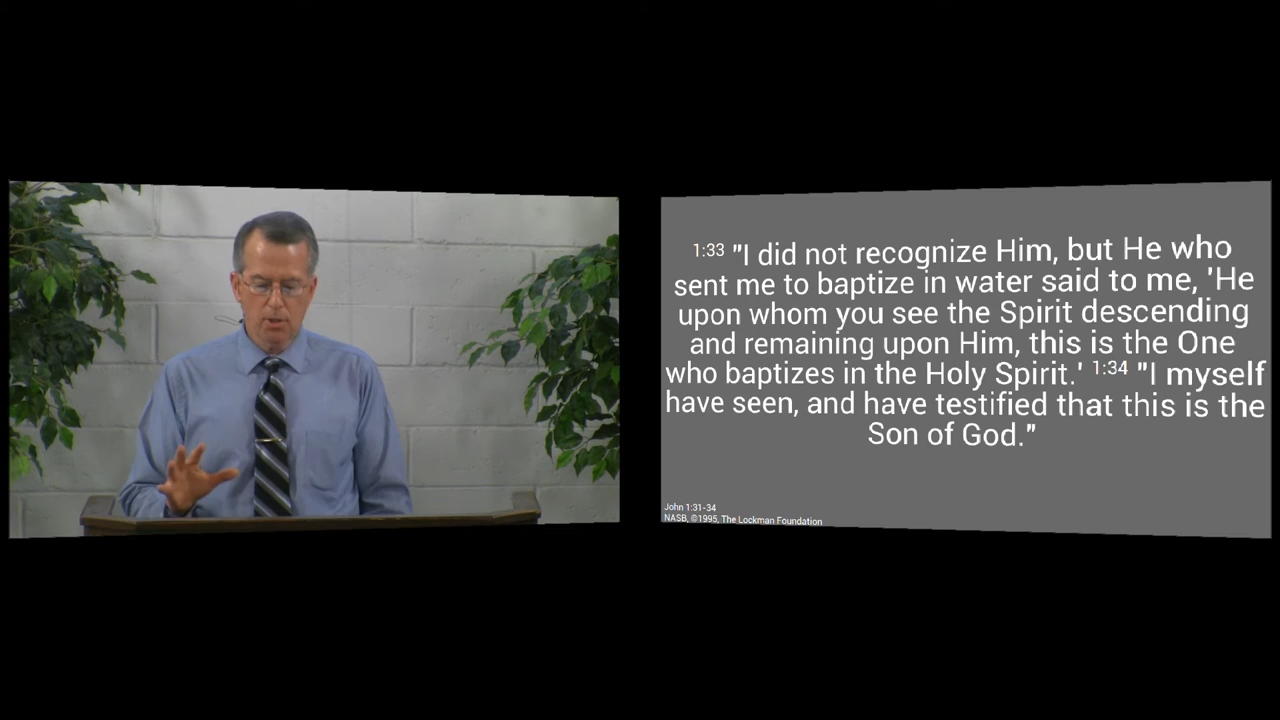 1:33 "I did not recognize Him, but He who
sent me to baptize in water said to me, 'He
upon whom you see the Spirit descending
and remaining upon Him, this is the One
who baptizes in the Holy Spirit.' 1:34 "I myself
have seen, and have testified that this is the
Son of God."
John 1:31-34
NASB, ©1995, The Lockman Foundation